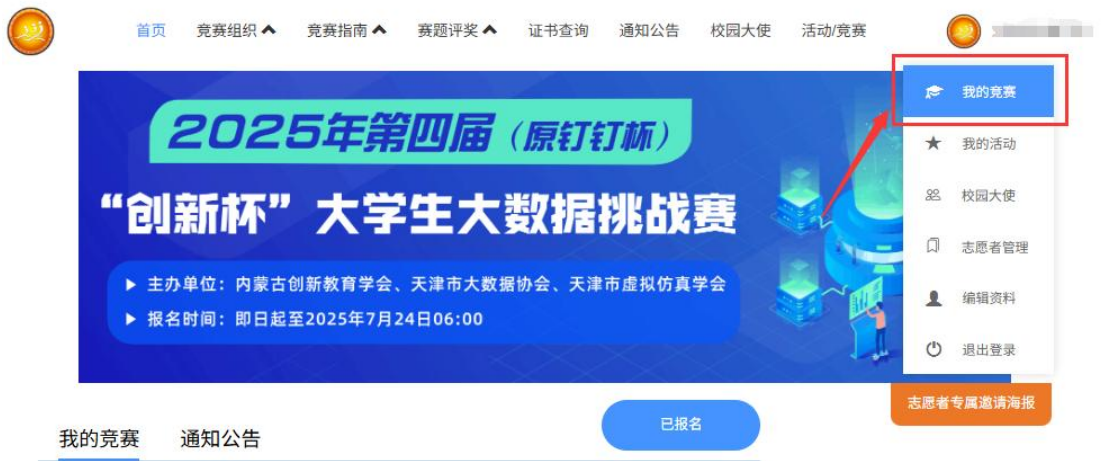 首页 竞赛组织 竞赛指南 赛题评奖 证书查询 通知公告 校园大使 活动/竞赛
2025年第四届（原钉钉杯）
“创新杯”大学生大数据挑战赛
主办单位：内蒙古创新教育学会、天津市大数据协会、天津市虚拟仿真学会
报名时间：即日起至2025年7月24日06:00
我的竞赛
我的活动
校园大使
志愿者管理
编辑资料
退出登录
志愿者专属邀请海报
已报名
我的竞赛 通知公告